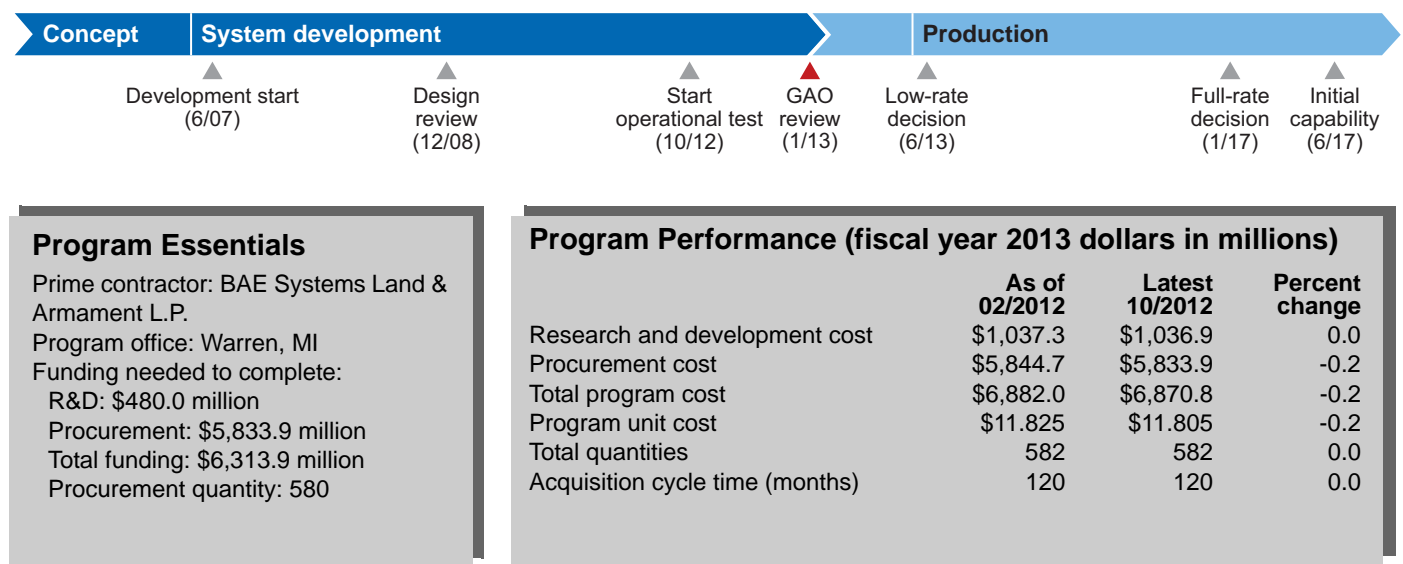 Concept System development Production
Development start
(6/07)
Design
review
(12/08)
Start
operational test
(10/12)
GAO
review
(1/13)
Low-rate
decision
(6/13)
Full-rate
decision
(1/17)
Initial
capability
(6/17)
Program Essentials
Prime contractor: BAE Systems Land &
Armament L.P.
Program office: Warren, MI
Funding needed to complete:
R&D: $480.0 million
Procurement: $5,833.9 million
Total funding: $6,313.9 million
Procurement quantity: 580
Program Performance (fiscal year 2013 dollars in millions)
As of Latest Percent
02/2012 10/2012 change
Research and development cost $1,037.3 $1,036.9 0.0
Procurement cost $5,844.7 $5,833.9 -0.2
Total program cost $6,882.0 $6,870.8 -0.2
Program unit cost $11.825 $11.805 -0.2
Total quantities 582 582 0.0
Acquisition cycle time (months) 120 120 0.0